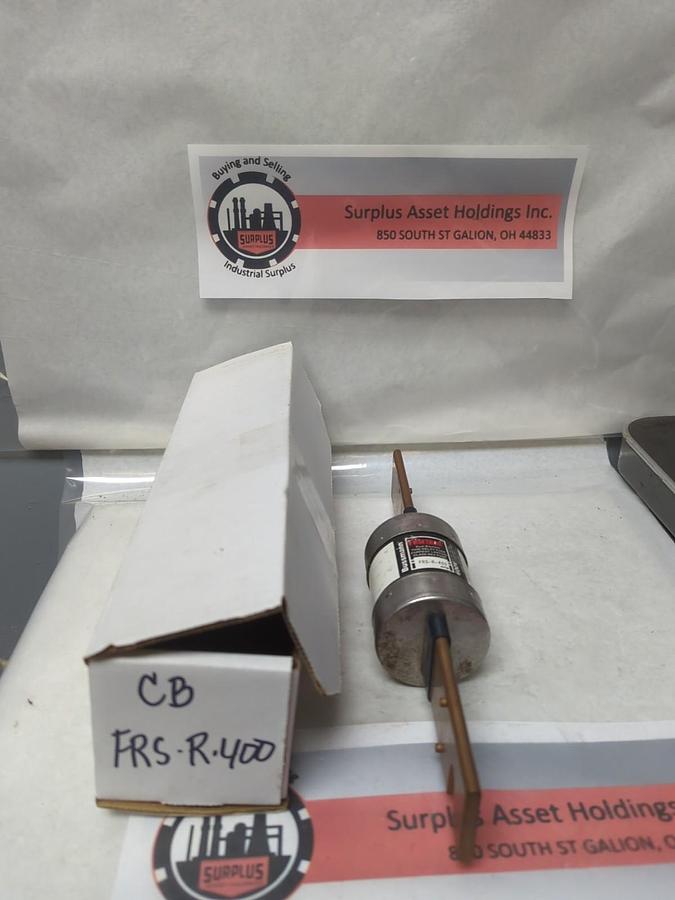 Buying and Selling
SURPLUS
Industrial Surplus
Surplus Asset Holdings Inc.
850 SOUTH ST GALION, OH 44833
Bussmann
FRS-R-400
CB
FRS-R-400
Surplus Asset Holdings
SOUTH ST GALION,
SURPLUS